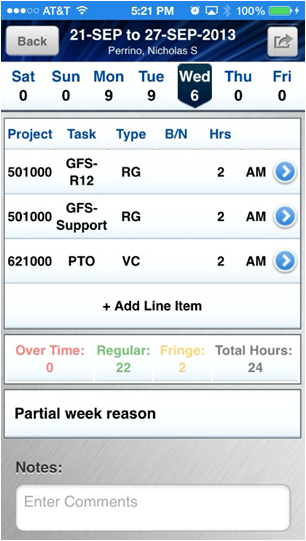 AT&T 5:21 PM 100%
Back 21-SEP to 27-SEP-2013
Perrino, Nicholas S
Sat Sun Mon Tue Wed Thu Fri
0 0 9 9 6 0 0
Project Task Type B/N Hrs
501000 GFS-R12 RG 2 AM
501000 GFS-Support RG 2 AM
621000 PTO VC 2 AM
+ Add Line Item
Over Time: Regular: Fringe: Total Hours:
0 22 2 24
Partial week reason
Notes:
Enter Comments